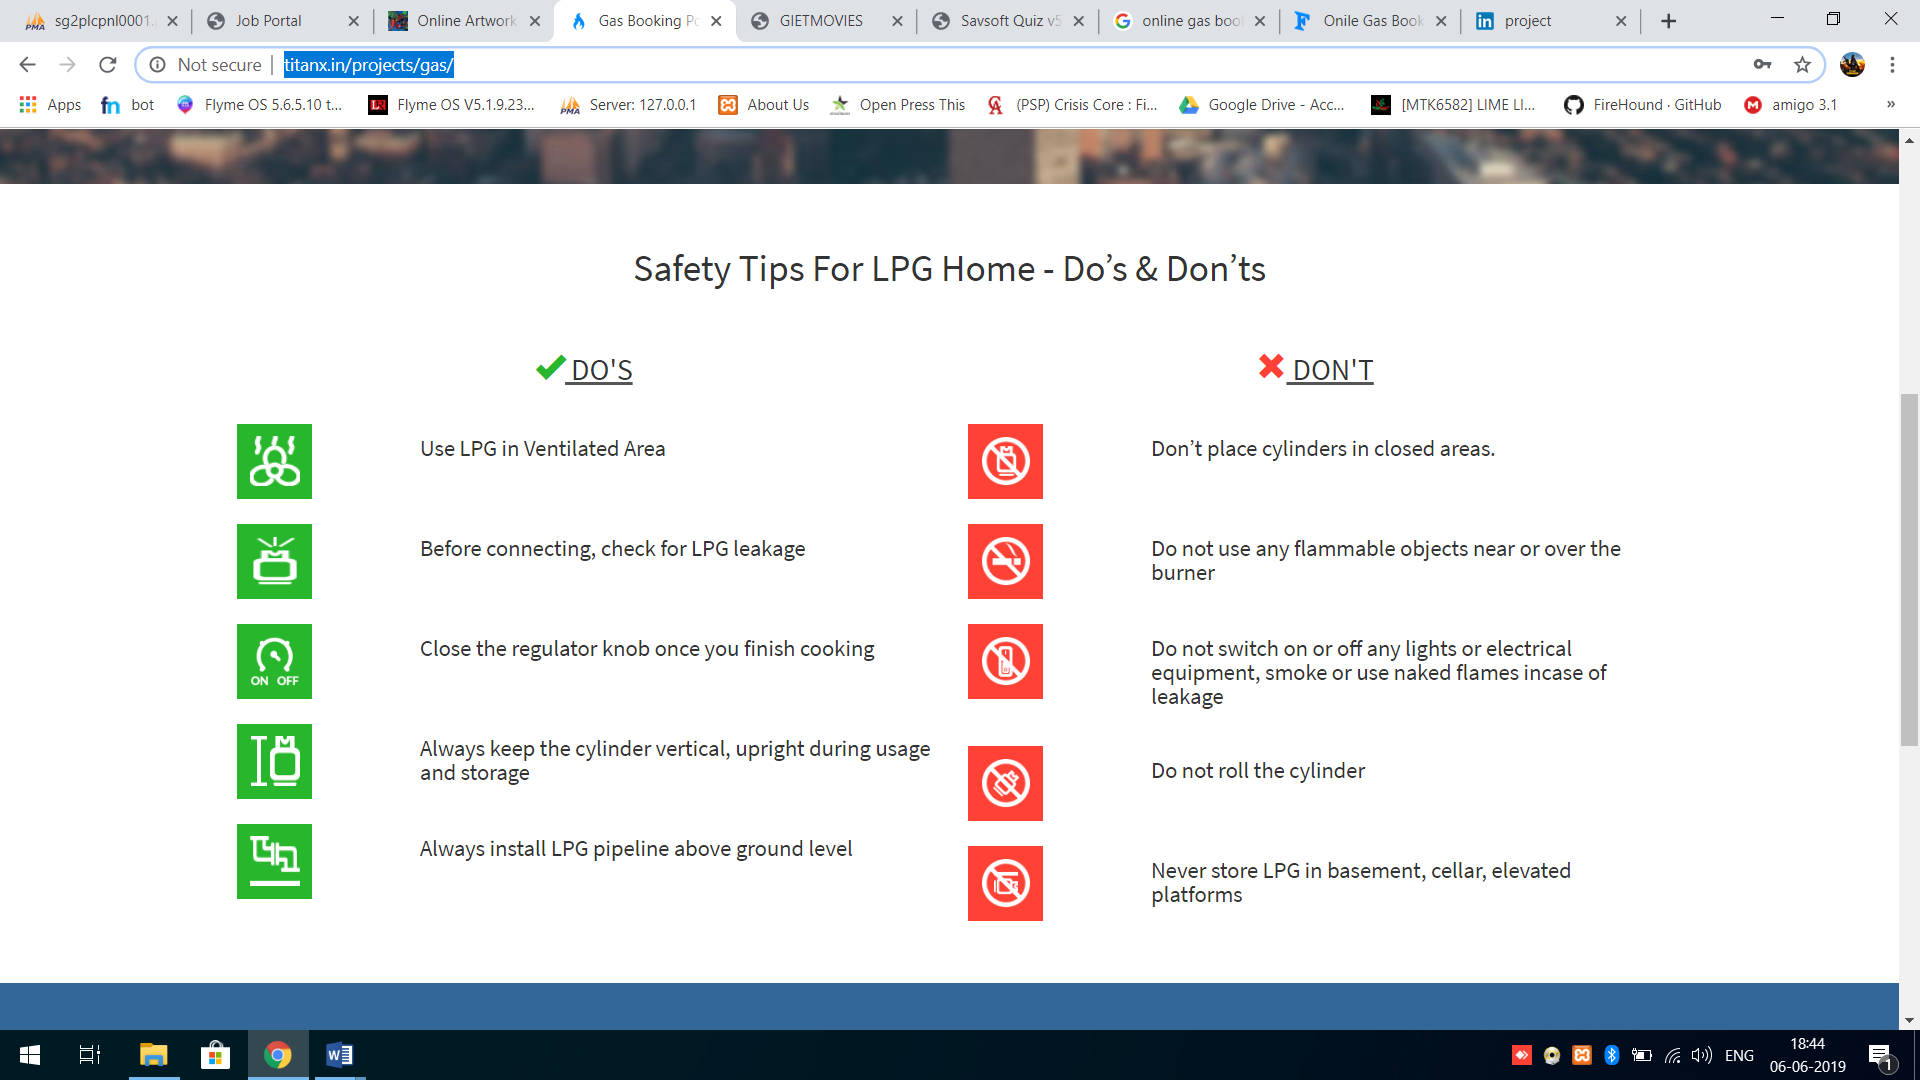 sg2plcpnl0001.
Job Portal
Online Artwork
Gas Booking Po
GIETMOVIES
Savsoft Quiz v5
online gas boo
Onile Gas Book
project
Not secure
titanx.in/projects/gas/
Apps
bot
Flyme OS 5.6.5.10 t...
Flyme OS V5.1.9.23...
Server: 127.0.0.1
About Us
Open Press This
(PSP) Crisis Core : Fi...
Google Drive - Acc...
[MTK6582] LIME LI...
FireHound · GitHub
amigo 3.1
»
Safety Tips For LPG Home - Do’s & Don’ts
DO'S
Use LPG in Ventilated Area
Before connecting, check for LPG leakage
ON OFF
Close the regulator knob once you finish cooking
Always keep the cylinder vertical, upright during usage
and storage
Always install LPG pipeline above ground level
DON'T
Don’t place cylinders in closed areas.
Do not use any flammable objects near or over the
burner
Do not switch on or off any lights or electrical
equipment, smoke or use naked flames incase of
leakage
Do not roll the cylinder
Never store LPG in basement, cellar, elevated
platforms
ENG
18:44
06-06-2019
1